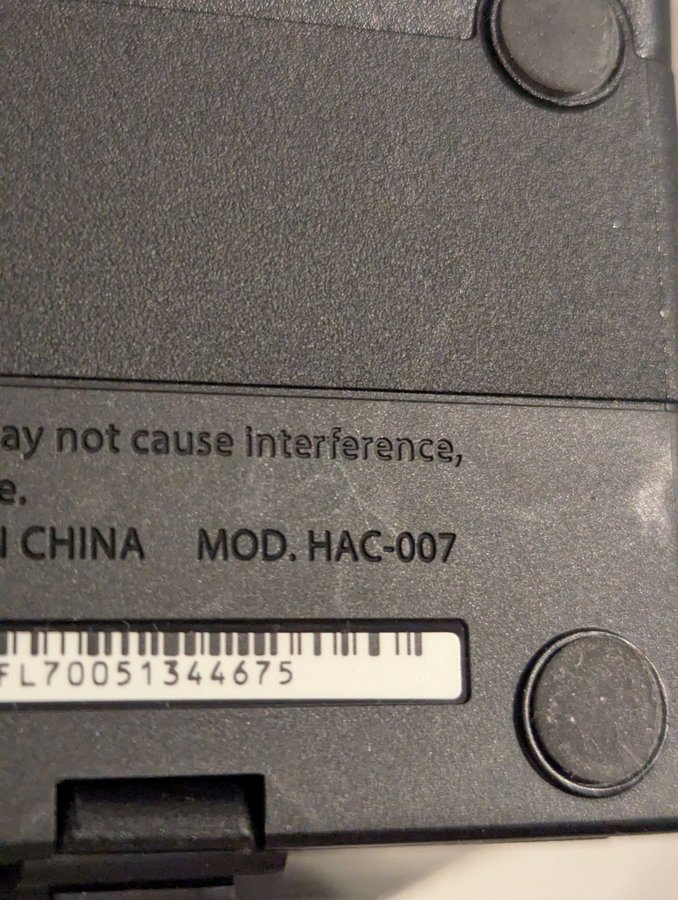 ay not cause interference,
e.
CHINA MOD. HAC-007
FL70051344675